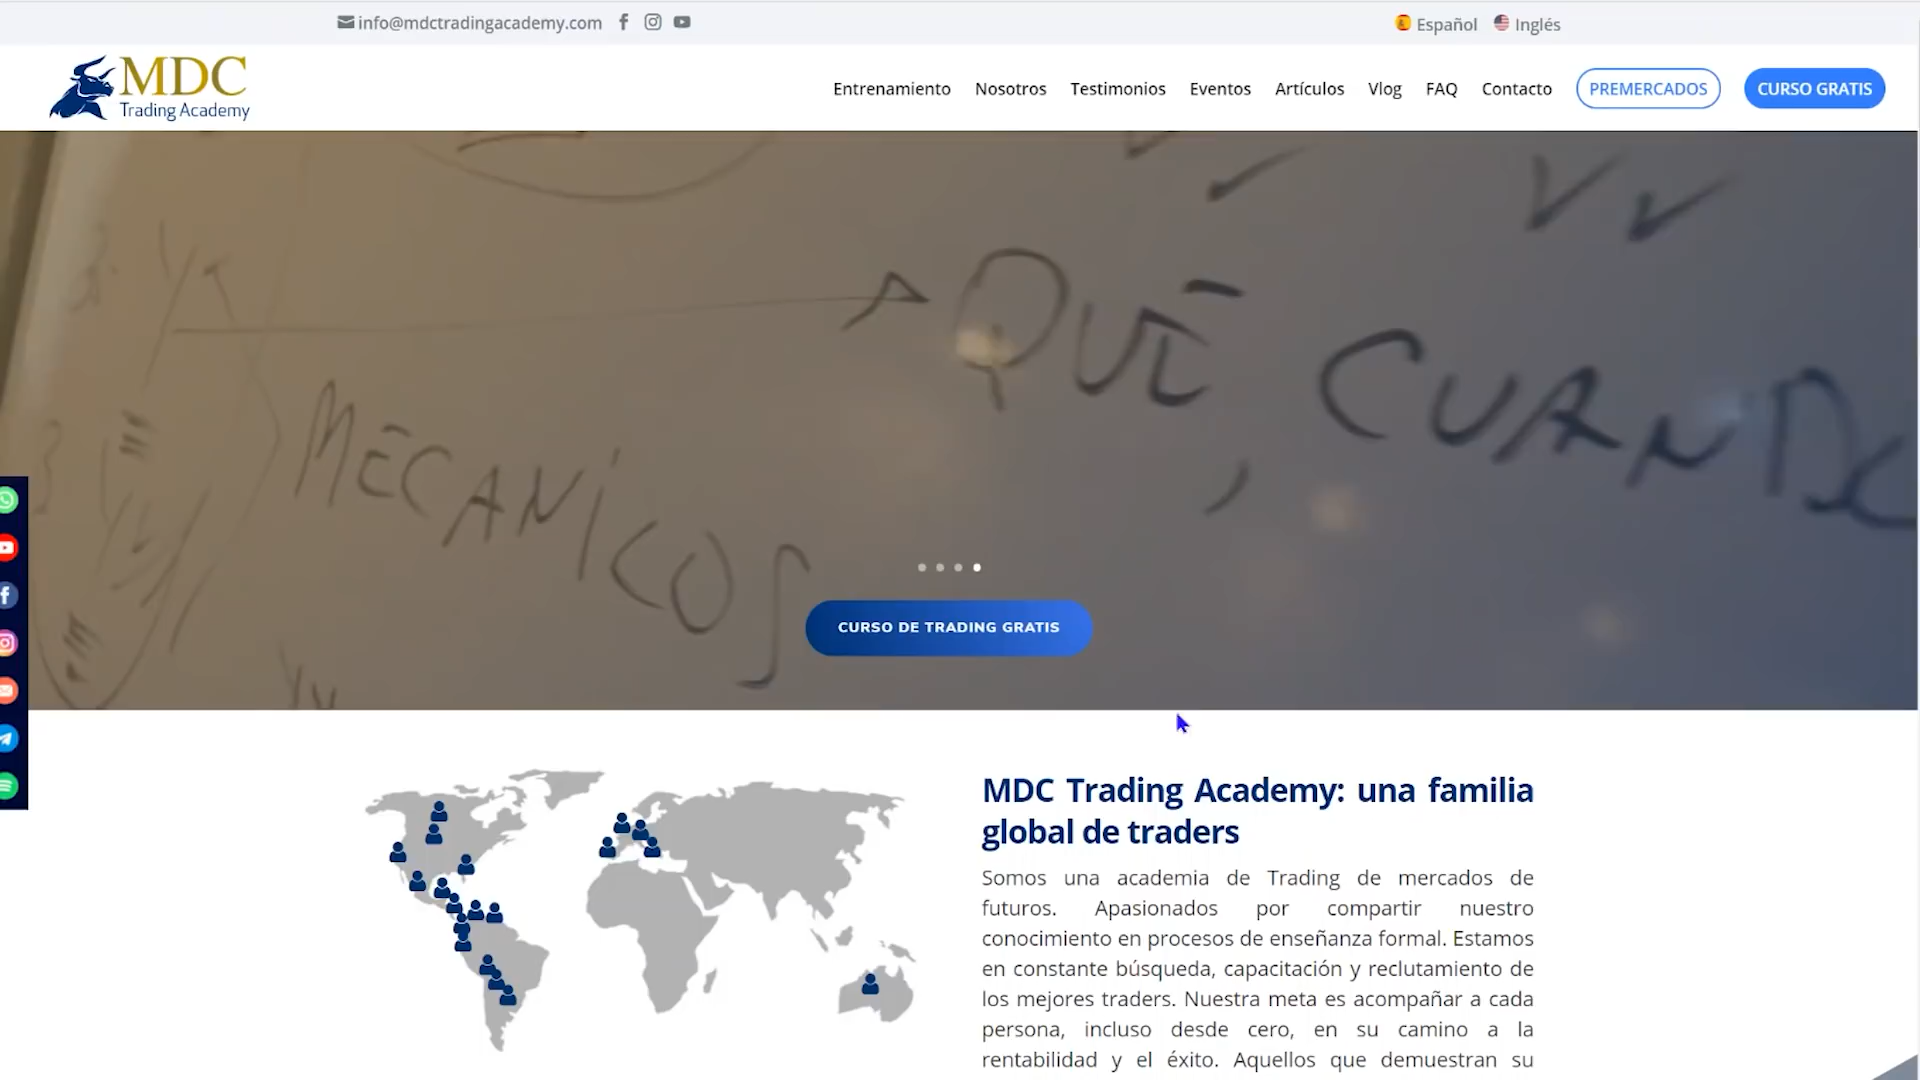 info@mdctradingacademy.com
Español Inglés
MDC
Trading Academy
Entrenamiento Nosotros Testimonios Eventos Artículos Vlog FAQ Contacto PREMERCADOS CURSO GRATIS
QUÉ, CUANDO
MECANICOS
CURSO DE TRADING GRATIS
MDC Trading Academy: una familia
global de traders
Somos una academia de Trading de mercados de
futuros. Apasionados por compartir nuestro
conocimiento en procesos de enseñanza formal. Estamos
en constante búsqueda, capacitación y reclutamiento de
los mejores traders. Nuestra meta es acompañar a cada
persona, incluso desde cero, en su camino a la
rentabilidad y el éxito. Aquellos que demuestran su